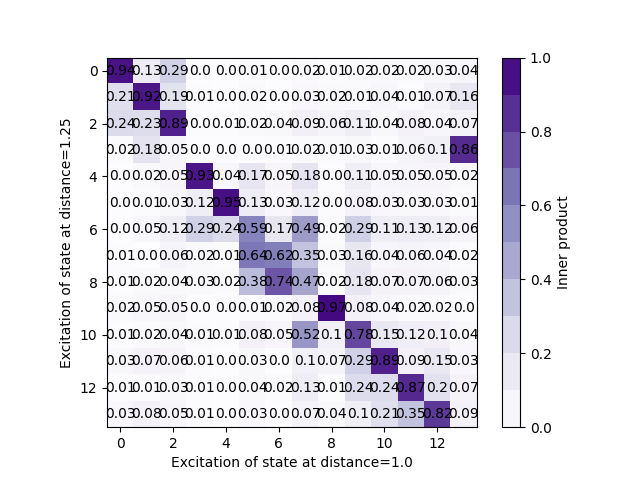 0 0.94 0.13 0.29 0.0 0.0 0.01 0.0 0.02 0.01 0.02 0.02 0.02 0.03 0.04
0.21 0.92 0.19 0.01 0.0 0.02 0.0 0.03 0.02 0.01 0.04 0.01 0.07 0.16
2 0.24 0.23 0.89 0.0 0.01 0.02 0.04 0.09 0.06 0.11 0.04 0.08 0.04 0.07
0.02 0.18 0.05 0.0 0.0 0.0 0.01 0.02 0.01 0.03 0.01 0.06 0.1 0.86
4 0.0 0.02 0.05 0.93 0.04 0.17 0.05 0.18 0.0 0.11 0.05 0.05 0.05 0.02
0.0 0.01 0.03 0.12 0.95 0.13 0.03 0.12 0.0 0.08 0.03 0.03 0.03 0.01
6 0.0 0.05 0.12 0.29 0.24 0.59 0.17 0.49 0.02 0.29 0.11 0.13 0.12 0.06
0.01 0.0 0.06 0.02 0.01 0.64 0.62 0.35 0.03 0.16 0.04 0.06 0.04 0.02
8 0.01 0.02 0.05 0.03 0.02 0.38 0.74 0.47 0.02 0.18 0.07 0.07 0.06 0.03
0.02 0.05 0.05 0.0 0.0 0.01 0.02 0.08 0.97 0.08 0.04 0.02 0.02 0.0
10 0.01 0.02 0.04 0.01 0.01 0.08 0.05 0.52 0.1 0.78 0.15 0.12 0.1 0.04
0.03 0.07 0.06 0.01 0.0 0.03 0.0 0.1 0.07 0.29 0.89 0.09 0.15 0.03
12 0.01 0.01 0.03 0.01 0.0 0.04 0.02 0.13 0.01 0.24 0.24 0.87 0.2 0.07
0.03 0.08 0.05 0.01 0.0 0.03 0.0 0.07 0.04 0.1 0.21 0.35 0.82 0.09
0 2 4 6 8 10 12
Excitation of state at distance=1.0
Excitation of state at distance=1.25
1.0
0.8
0.6
0.4
0.2
0.0
Inner product